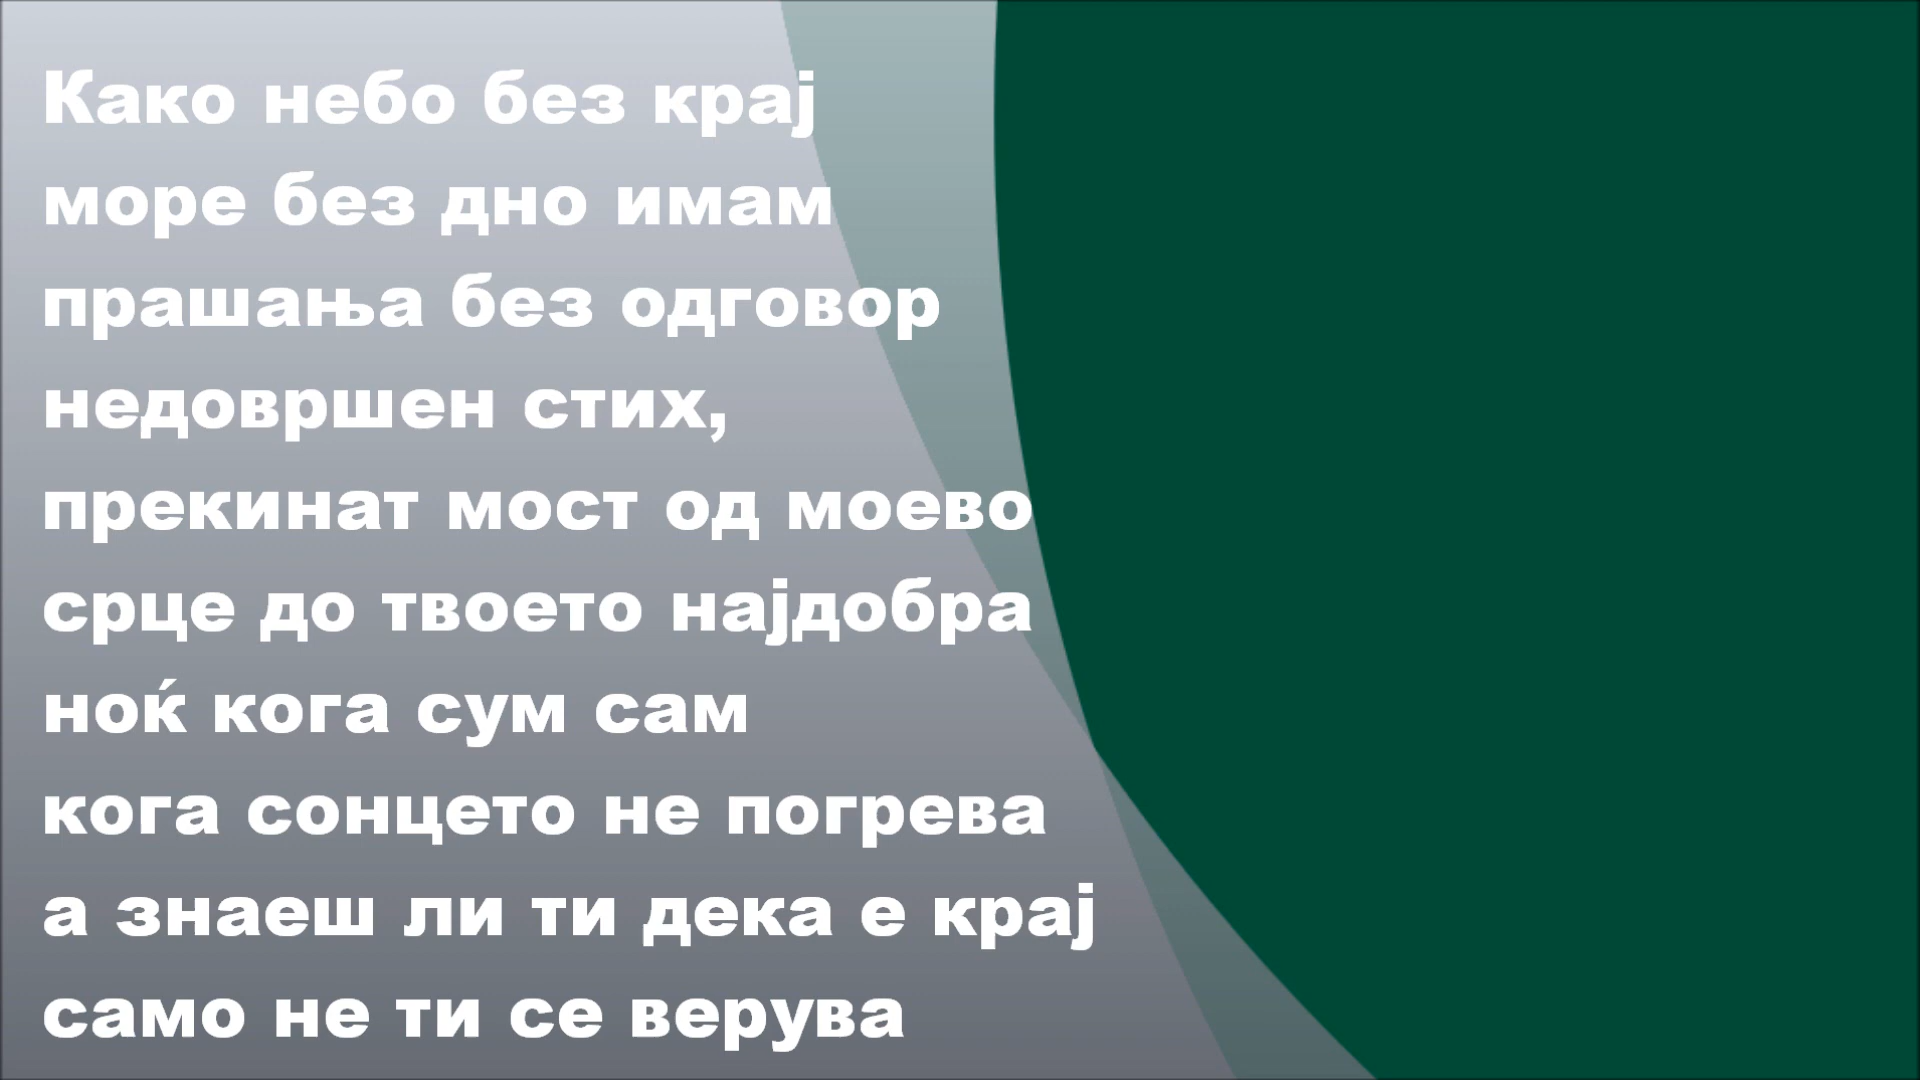 Како небо без крај
море без дно имам
прашања без одговор
недовршен стих,
прекинат мост од моево
срце до твоето најдобра
ноќ кога сум сам
кога сонцето не погрева
а знаеш ли ти дека е крај
само не ти се верува